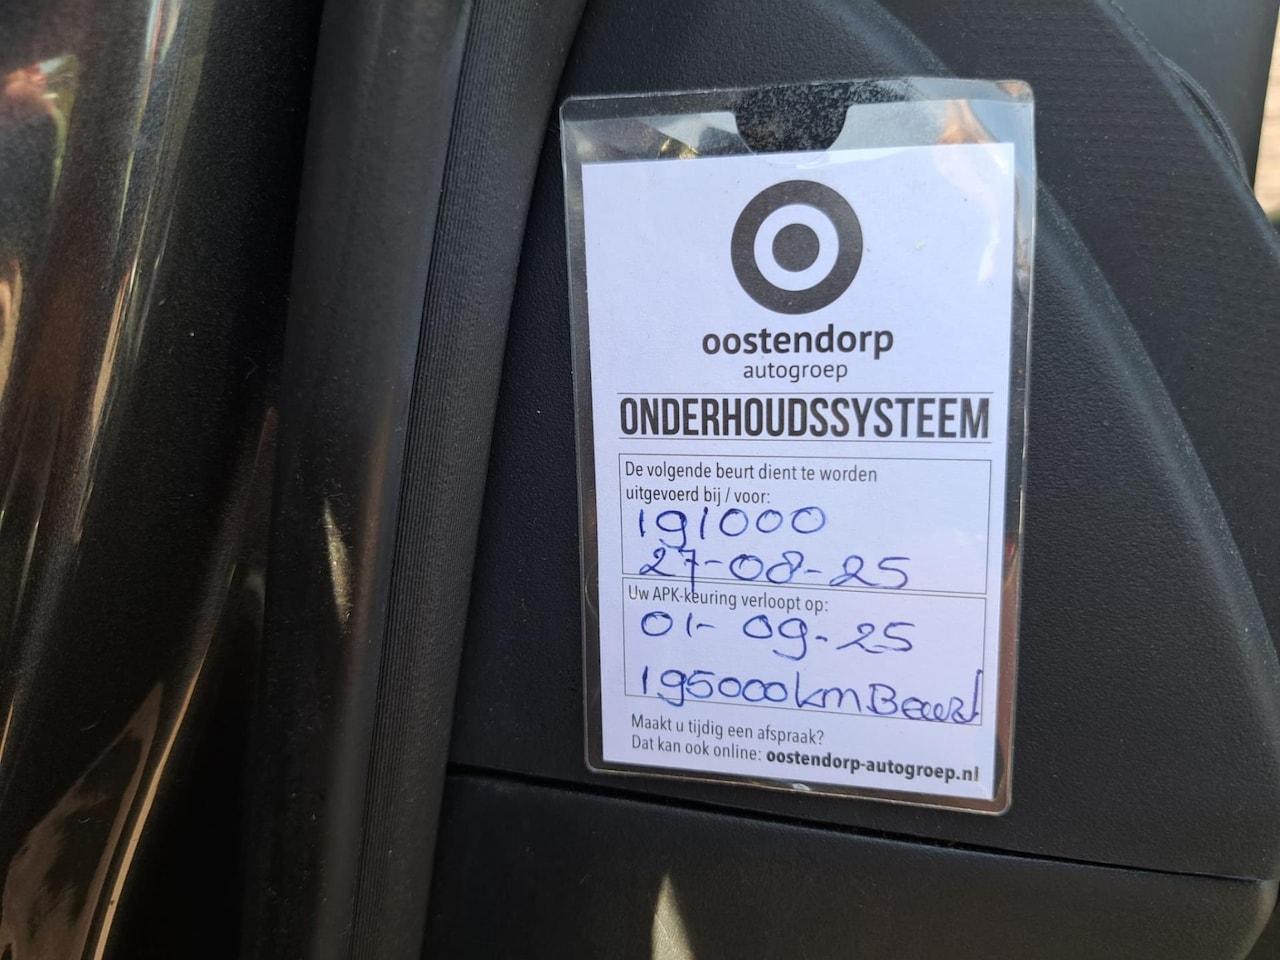 oostendorp
autogroep
ONDERHOUDSSYSTEEM
De volgende beurt dient te worden
uitgevoerd bij / voor:
191000
27-08-25
Uw APK-keuring verloopt op:
01-09-25
195000km Beurt
Maakt u tijdig een afspraak?
Dat kan ook online: oostendorp-autogroep.nl